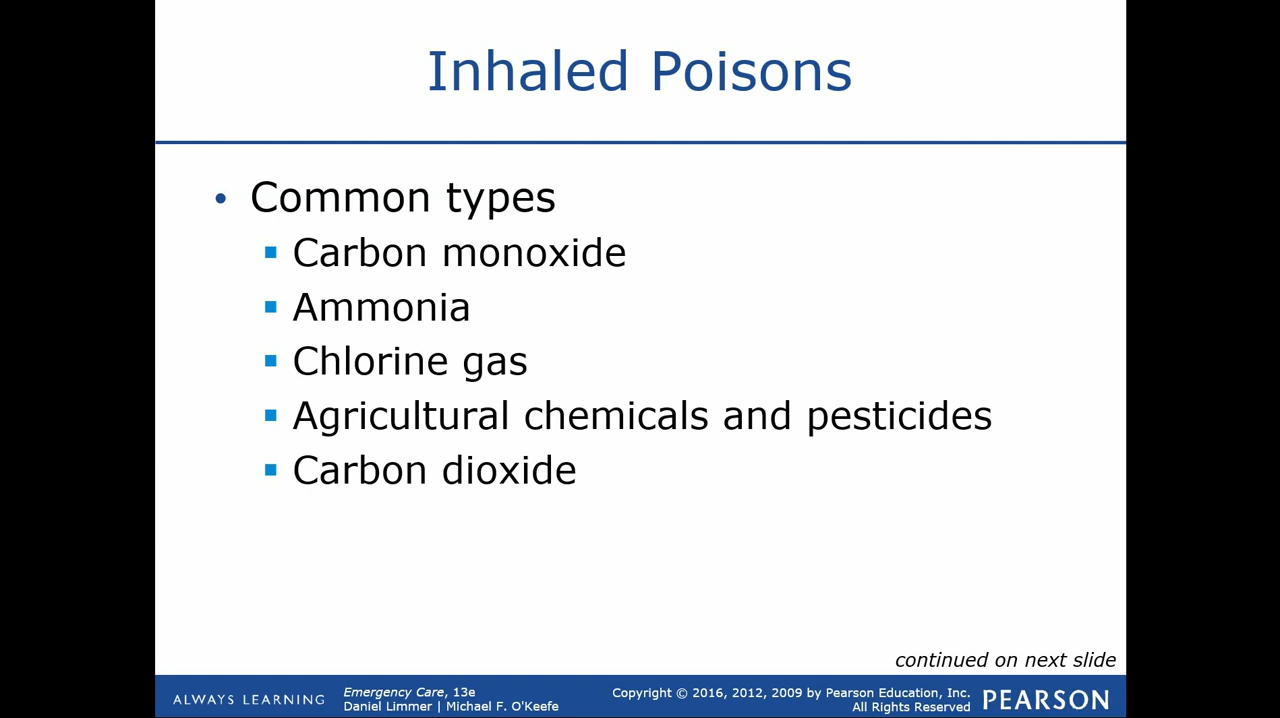 Inhaled Poisons
• Common types
▪ Carbon monoxide
▪ Ammonia
▪ Chlorine gas
▪ Agricultural chemicals and pesticides
▪ Carbon dioxide
continued on next slide
ALWAYS LEARNING
Emergency Care, 13e
Daniel Limmer | Michael F. O'Keefe
Copyright © 2016, 2012, 2009 by Pearson Education, Inc.
All Rights Reserved
PEARSON